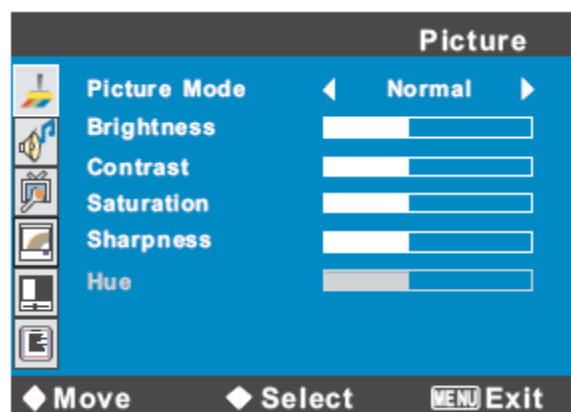 Picture
Picture Mode Normal
Brightness
Contrast
Saturation
Sharpness
Hue
Move Select MENU Exit